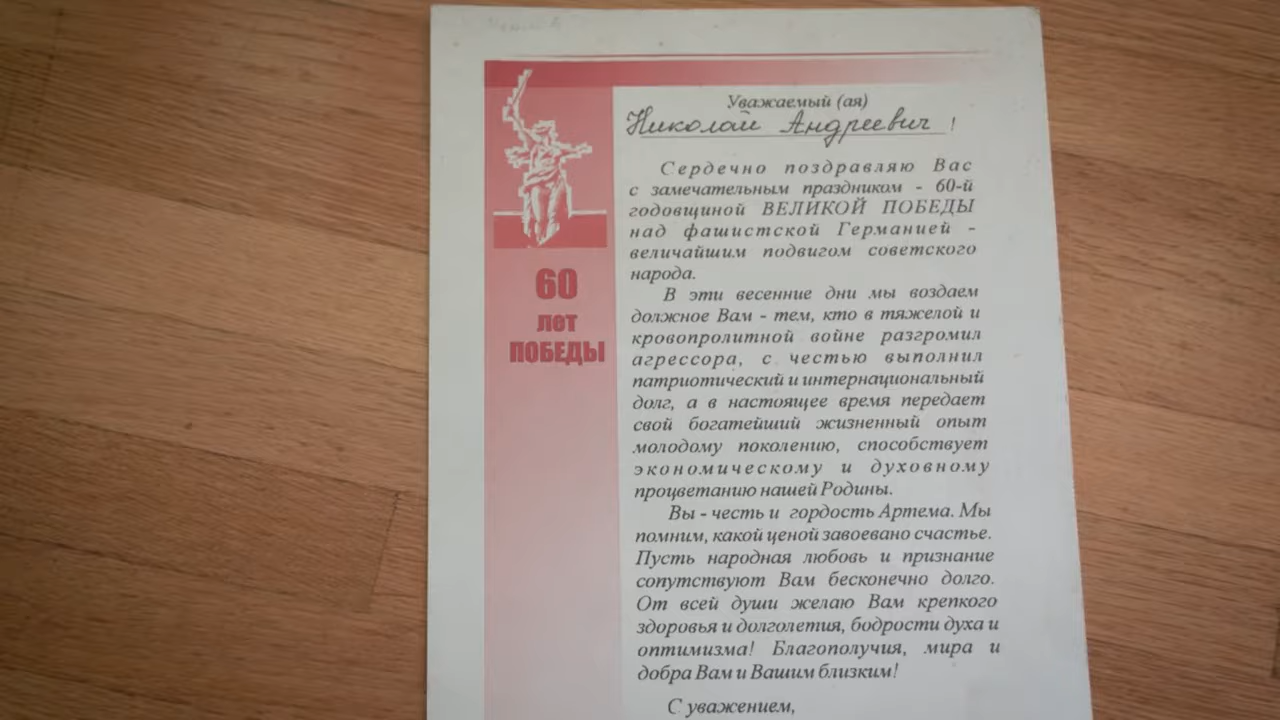 60
лет
ПОБЕДЫ
Уважаемый (ая)
Николай Андреевич !
Сердечно поздравляю Вас
с замечательным праздником - 60-й
годовщиной ВЕЛИКОЙ ПОБЕДЫ
над фашистской Германией -
величайшим подвигом советского
народа.
В эти весенние дни мы воздаем
должное Вам - тем, кто в тяжелой и
кровопролитной войне разгромил
агрессора, с честью выполнил
патриотический и интернациональный
долг, а в настоящее время передает
свой богатейший жизненный опыт
молодому поколению, способствует
экономическому и духовному
процветанию нашей Родины.
Вы - честь и гордость Артема. Мы
помним, какой ценой завоевано счастье.
Пусть народная любовь и признание
сопутствуют Вам бесконечно долго.
От всей души желаю Вам крепкого
здоровья и долголетия, бодрости духа и
оптимизма! Благополучия, мира и
добра Вам и Вашим близким!
С уважением,